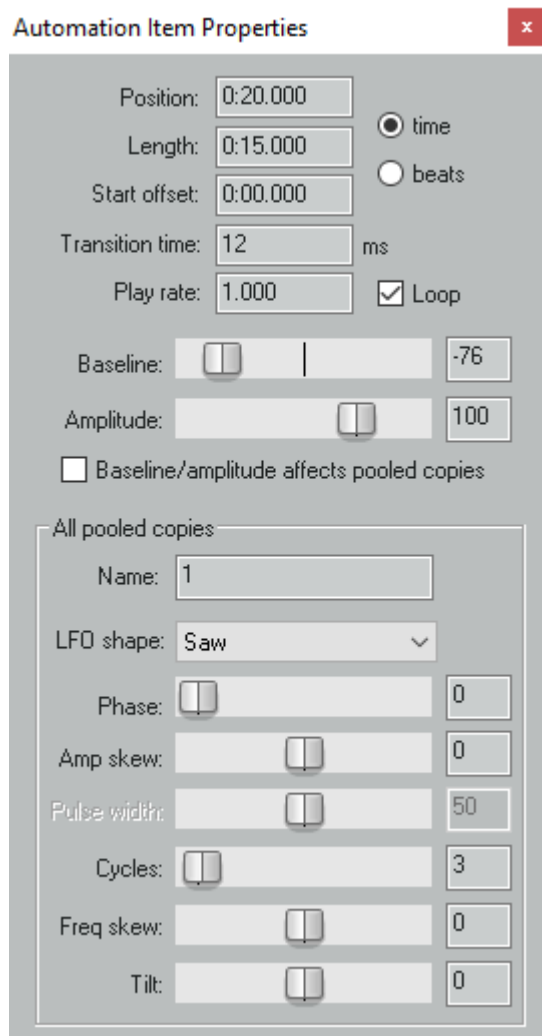 Automation Item Properties x
Position: 0:20.000
time
Length: 0:15.000
beats
Start offset: 0:00.000
Transition time: 12 ms
Play rate: 1.000 Loop
Baseline: -76
Amplitude: 100
Baseline/amplitude affects pooled copies
All pooled copies
Name: 1
LFO shape: Saw
Phase: 0
Amp skew: 0
Pulse width: 50
Cycles: 3
Freq skew: 0
Tilt: 0